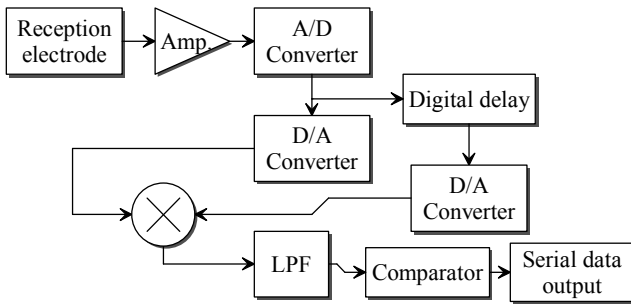 Reception
electrode
Amp.
A/D
Converter
Digital delay
D/A
Converter
D/A
Converter
LPF
Comparator
Serial data
output